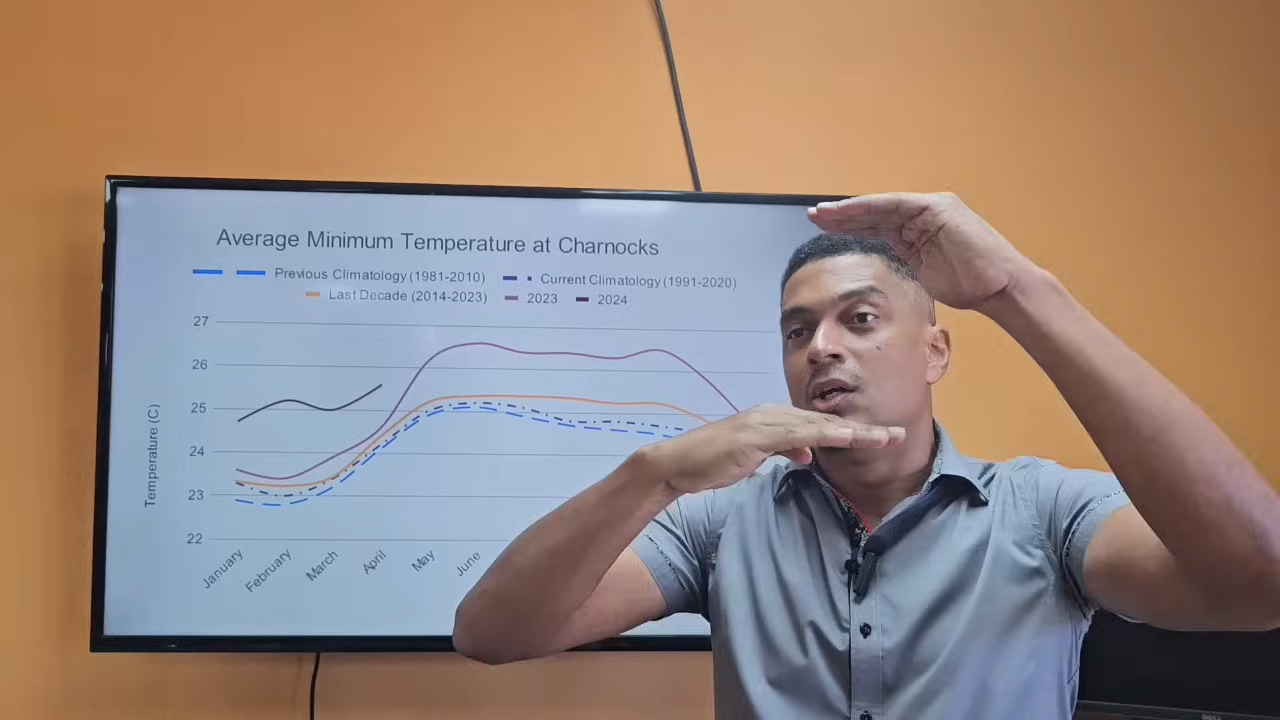 Average Minimum Temperature at Charnocks
Previous Climatology (1981-2010) Current Climatology (1991-2020)
Last Decade (2014-2023) 2023 2024
27
26
25
24
23
22
Temperature (C)
January February March April May June